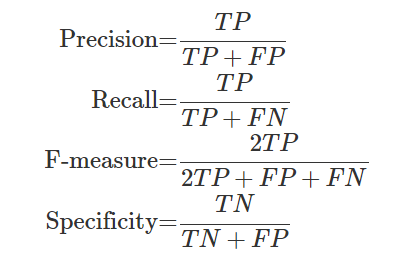 Precision=TP/TP + FP
Recall=TP/TP + FN
F-measure=2TP/2TP + FP + FN
Specificity=TN/TN + FP